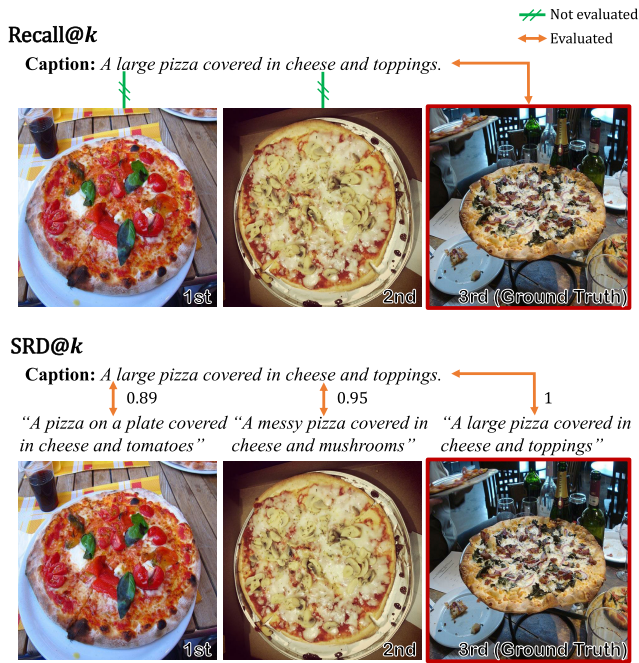 Not evaluated
Recall@k
Evaluated
Caption: A large pizza covered in cheese and toppings.
1st
2nd
3rd (Ground Truth)
SRD@k
Caption: A large pizza covered in cheese and toppings.
0.89
0.95
1
“A pizza on a plate covered
in cheese and tomatoes”
“A messy pizza covered in
cheese and mushrooms”
“A large pizza covered in
cheese and toppings”
1st
2nd
3rd (Ground Truth)